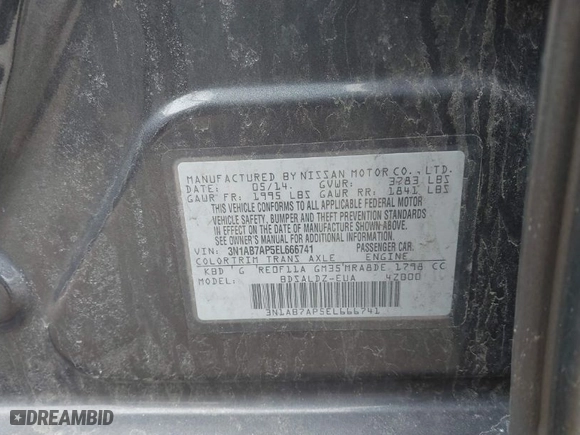 MANUFACTURED BY NISSAN MOTOR CO., LTD.
DATE: 05/14. GVWR: 3783 LBS
GAWR FR: 1995 LBS GAWR RR: 1841 LBS
THIS VEHICLE CONFORMS TO ALL APPLICABLE FEDERAL MOTOR
VEHICLE SAFETY, BUMPER AND THEFT PREVENTION STANDARDS
IN EFFECT ON THE DATE OF MANUFACTURE SHOWN ABOVE.
SEE OWNER'S MANUAL FOR ADDITIONAL INFORMATION.
VIN: 3N1AB7AP5EL666741 PASSENGER CAR.
COLOR TRIM TRANS AXLE ENGINE
KBD G RE0F11A GM35 MRA8DE 1798 CC
MODEL: BDSALDZ-EUA 4Z000
3N1AB7AP5EL666741
DREAMBID